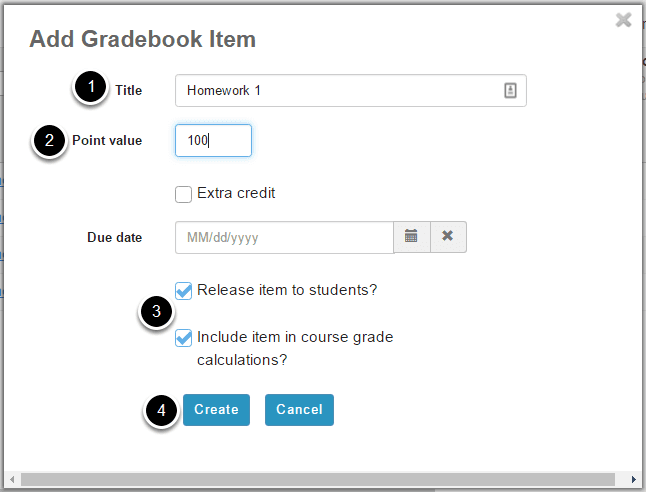 Add Gradebook Item
1 Title Homework 1
2 Point value 100
Extra credit
Due date MM/dd/yyyy
Release item to students?
3
Include item in course grade
calculations?
4 Create Cancel